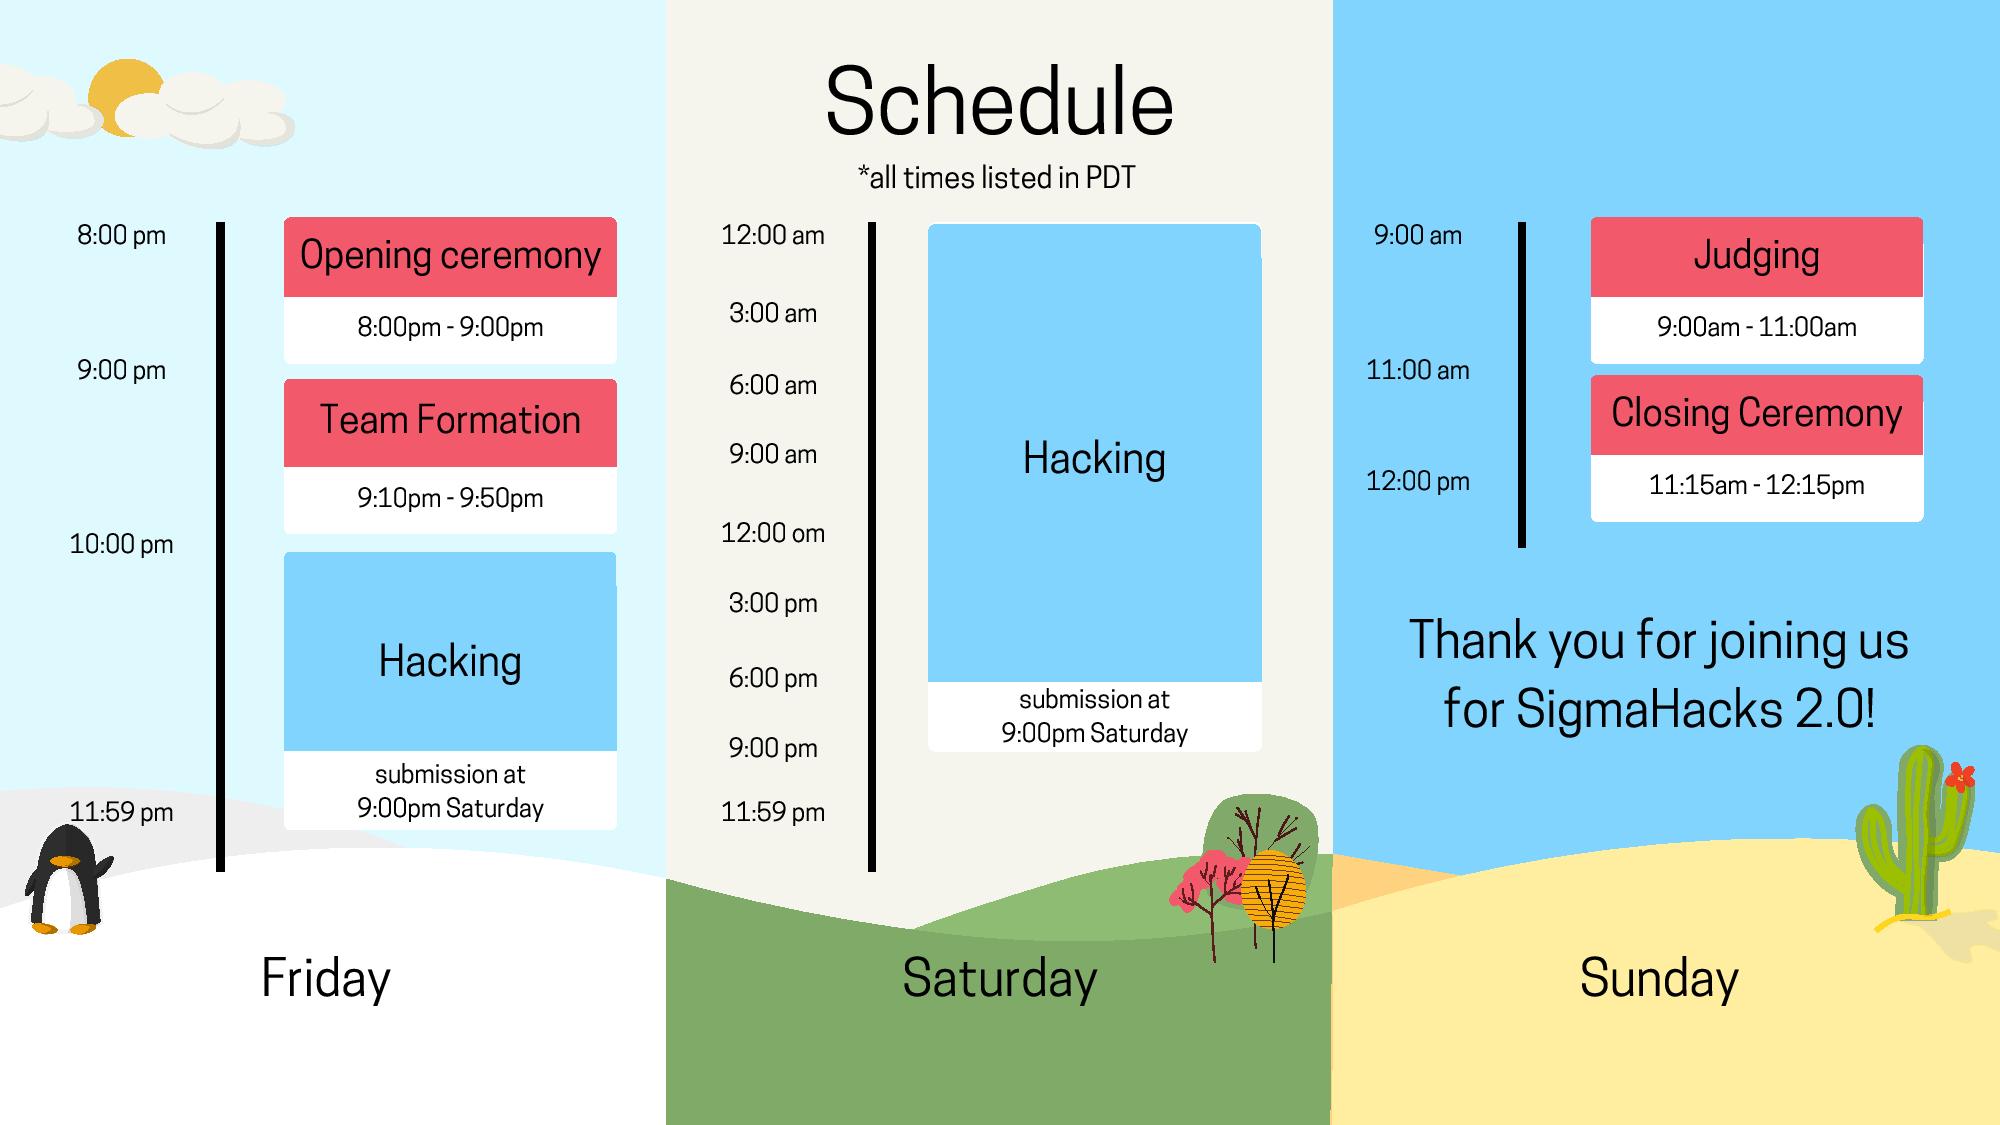 Schedule
*all times listed in PDT
8:00 pm
Opening ceremony
8:00pm - 9:00pm
9:00 pm
Team Formation
9:10pm - 9:50pm
10:00 pm
Hacking
submission at
9:00pm Saturday
11:59 pm
Friday
12:00 am
3:00 am
6:00 am
9:00 am
Hacking
12:00 om
3:00 pm
6:00 pm
submission at
9:00pm Saturday
9:00 pm
11:59 pm
Saturday
9:00 am
Judging
9:00am - 11:00am
11:00 am
Closing Ceremony
12:00 pm
11:15am - 12:15pm
Thank you for joining us
for SigmaHacks 2.0!
Sunday